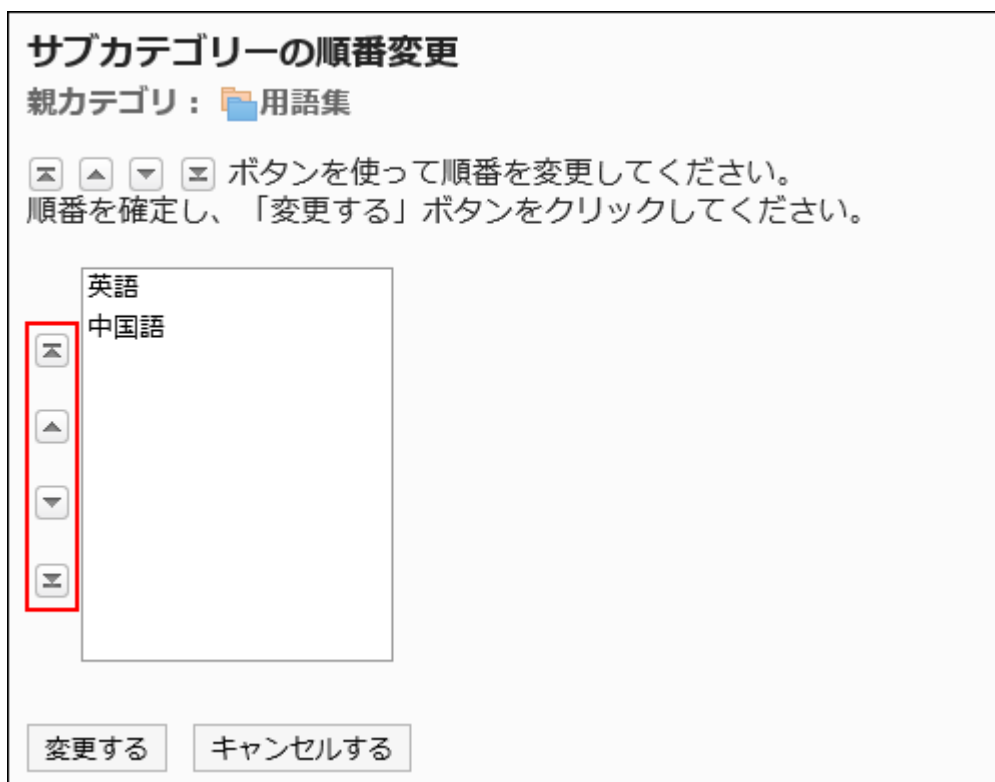 サブカテゴリーの順番変更
親カテゴリ： 用語集
ボタンを使って順番を変更してください。
順番を確定し、「変更する」ボタンをクリックしてください。
英語
中国語
変更する キャンセルする